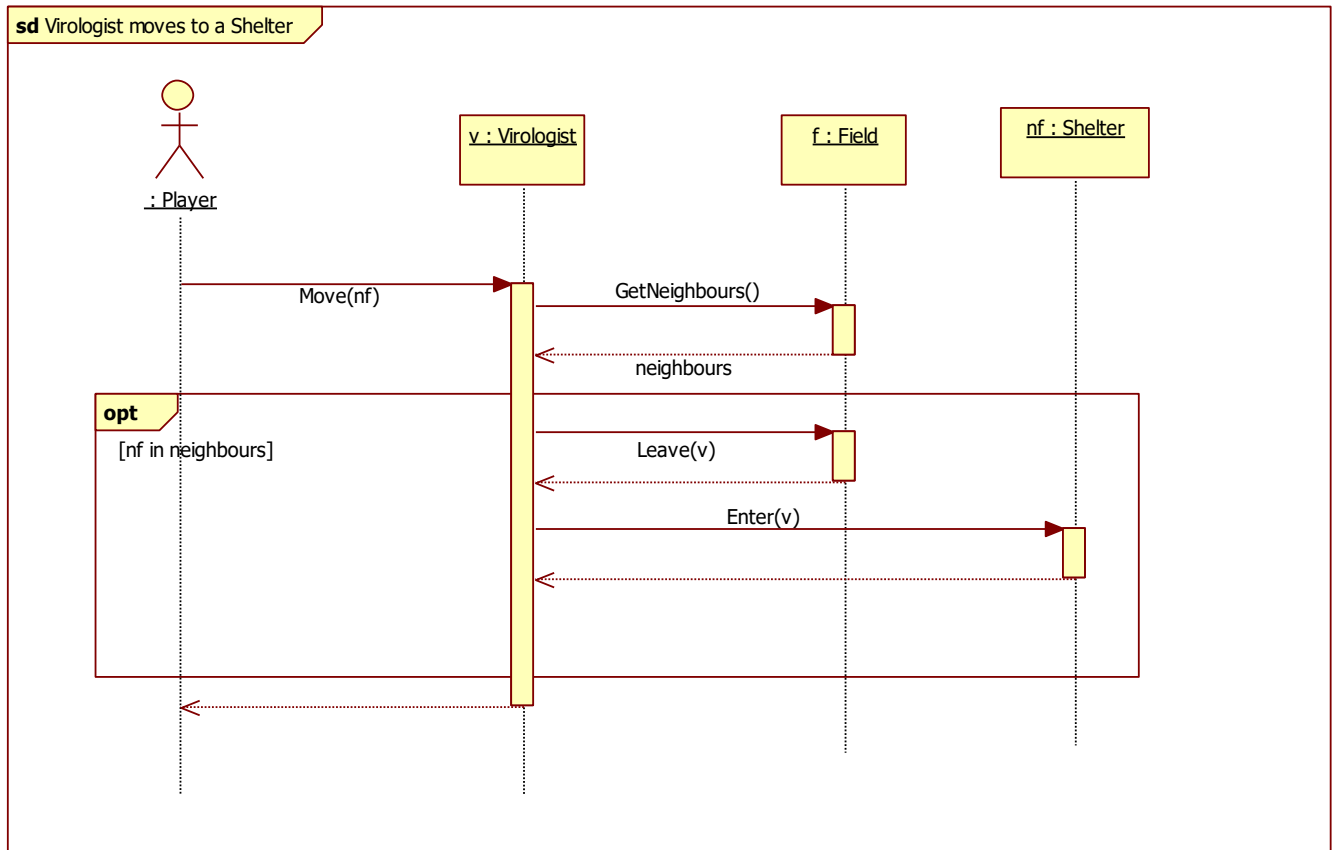 sd Virologist moves to a Shelter
: Player
v : Virologist
f : Field
nf : Shelter
Move(nf)
GetNeighbours()
neighbours
opt
[nf in neighbours]
Leave(v)
Enter(v)